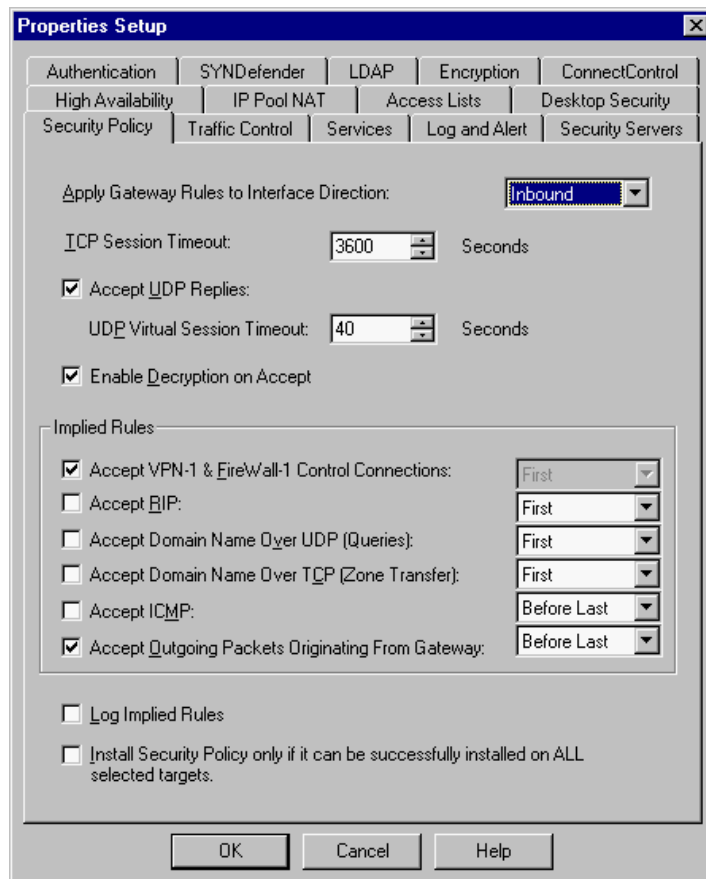 Properties Setup
Authentication SYNDefender LDAP Encryption ConnectControl
High Availability IP Pool NAT Access Lists Desktop Security
Security Policy Traffic Control Services Log and Alert Security Servers
Apply Gateway Rules to Interface Direction: Inbound
TCP Session Timeout: 3600 Seconds
Accept UDP Replies:
UDP Virtual Session Timeout: 40 Seconds
Enable Decryption on Accept
Implied Rules
Accept VPN-1 & FireWall-1 Control Connections: First
Accept RIP: First
Accept Domain Name Over UDP (Queries): First
Accept Domain Name Over TCP (Zone Transfer): First
Accept ICMP: Before Last
Accept Outgoing Packets Originating From Gateway: Before Last
Log Implied Rules
Install Security Policy only if it can be successfully installed on ALL
selected targets.
OK Cancel Help